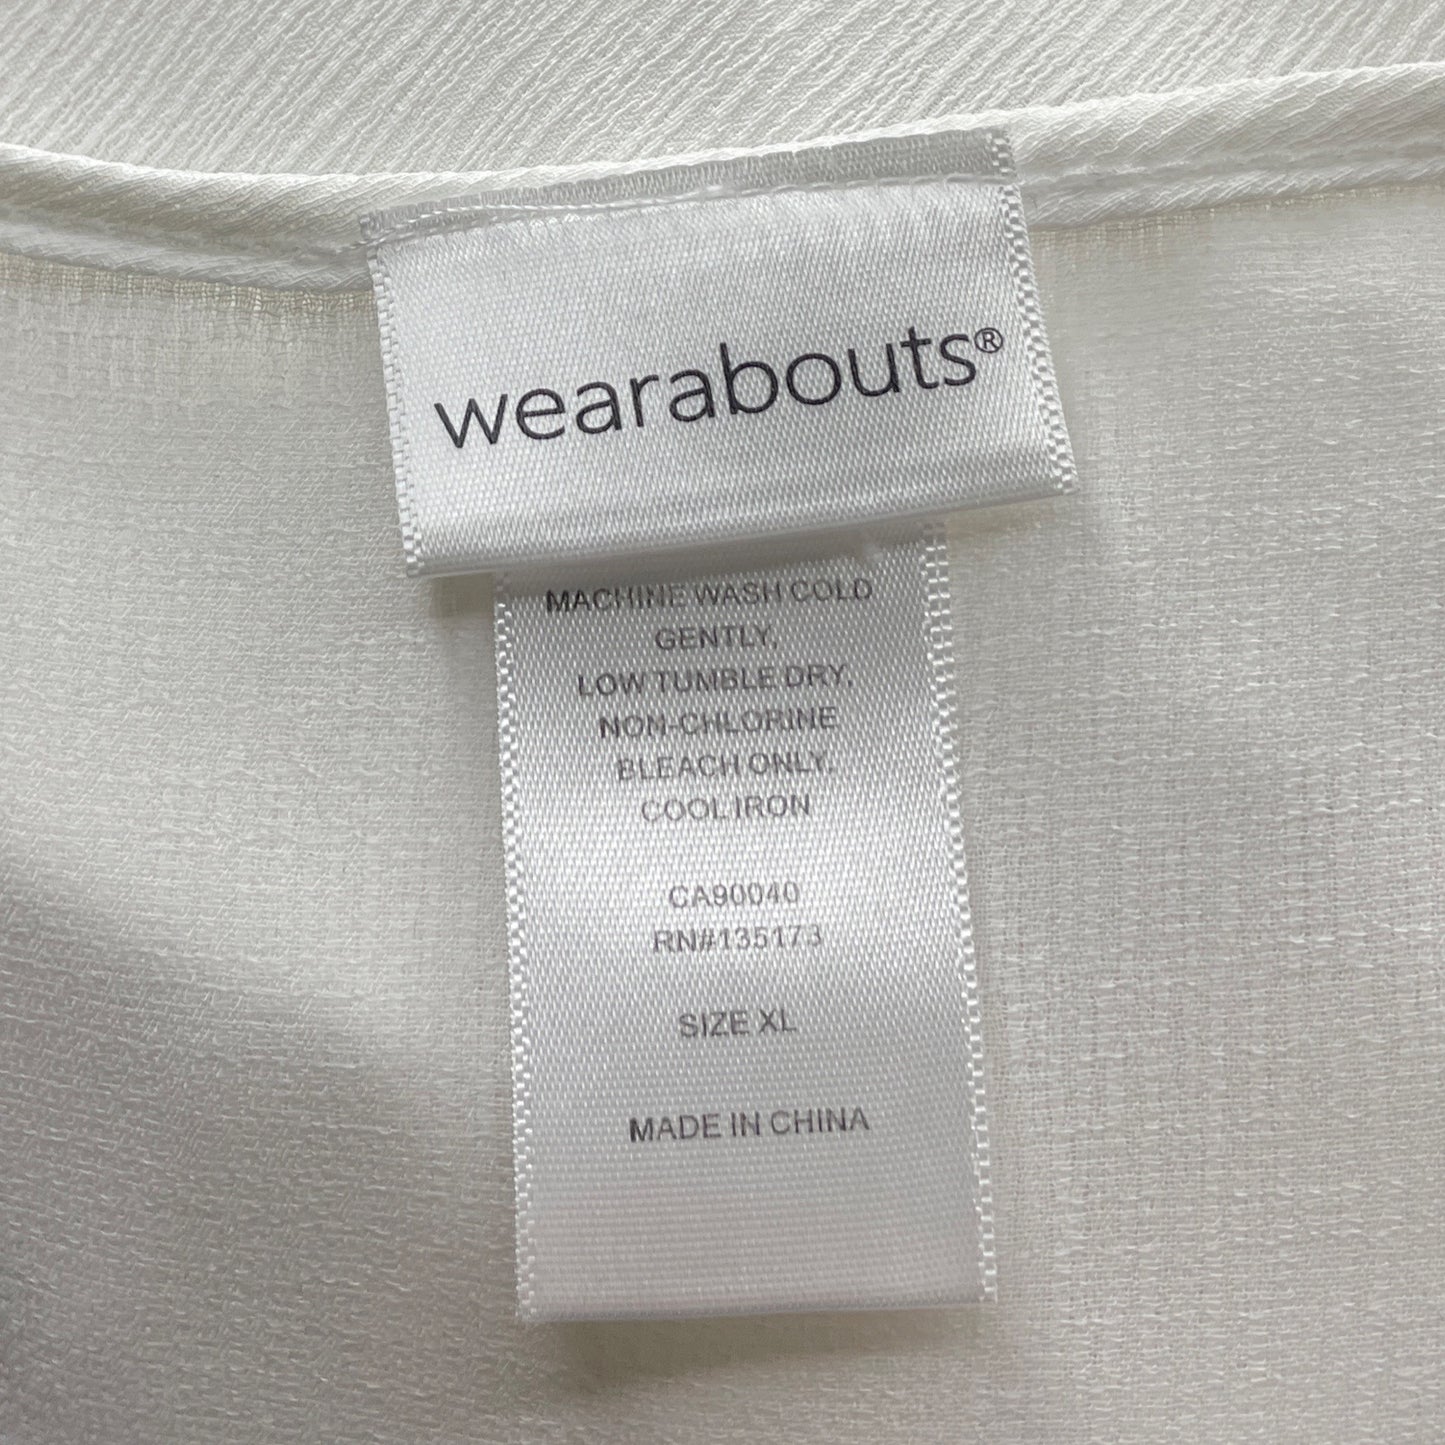 wearabouts®
MACHINE WASH COLD
GENTLY,
LOW TUMBLE DRY,
NON-CHLORINE
BLEACH ONLY,
COOL IRON
CA90040
RN#135173
SIZE XL
MADE IN CHINA